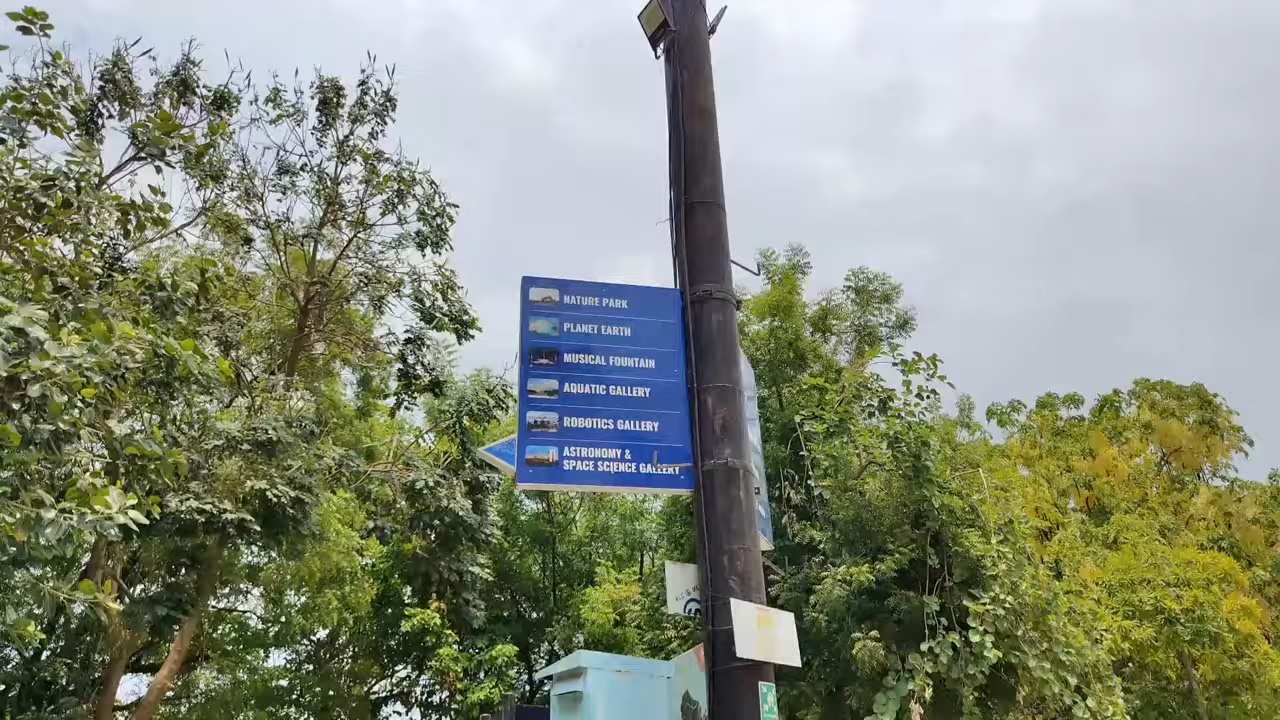 NATURE PARK
PLANET EARTH
MUSICAL FOUNTAIN
AQUATIC GALLERY
ROBOTICS GALLERY
ASTRONOMY &
SPACE SCIENCE GALLERY